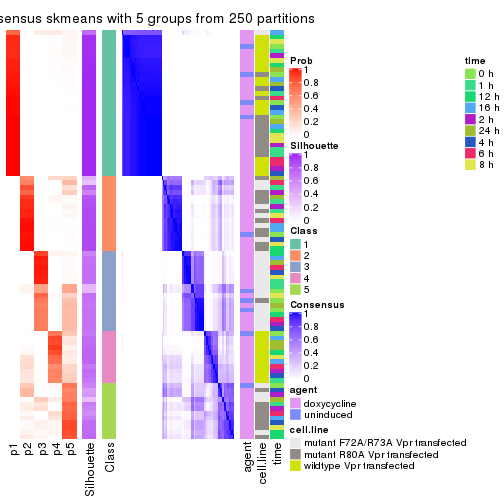 sensus skmeans with 5 groups from 250 partitions
Prob
1
0.8
0.6
0.4
0.2
0
Silhouette
1
0.8
0.6
0.4
0.2
0
Class
1
2
3
4
5
Consensus
1
0.8
0.6
0.4
0.2
0
agent
doxycycline
uninduced
cell.line
mutant F72A/R73A Vpr transfected
mutant R80A Vpr transfected
wildtype Vpr transfected
time
0 h
1 h
12 h
16 h
2 h
24 h
4 h
6 h
8 h
p1
p2
p3
p4
p5
Silhouette
Class
agent
cell.line
time